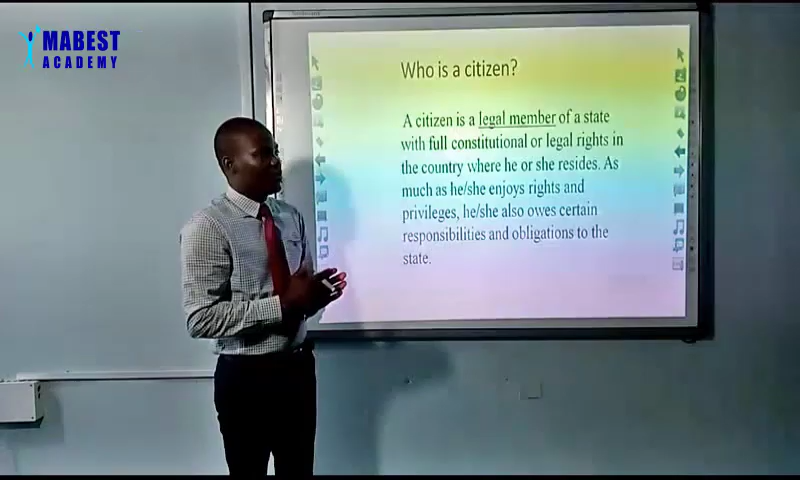 MABEST
ACADEMY
Who is a citizen?
A citizen is a legal member of a state
with full constitutional or legal rights in
the country where he or she resides. As
much as he/she enjoys rights and
privileges, he/she also owes certain
responsibilities and obligations to the
state.